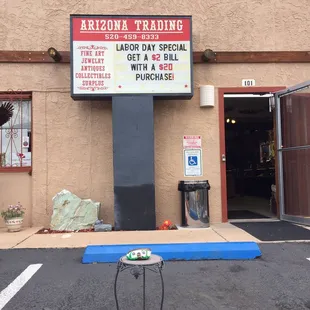 ARIZONA TRADING
520-459-0333
FINE ART
JEWELRY
ANTIQUES
COLLECTIBLES
SURPLUS
LABOR DAY SPECIAL
GET A $2 BILL
WITH A $20
PURCHASE!
101